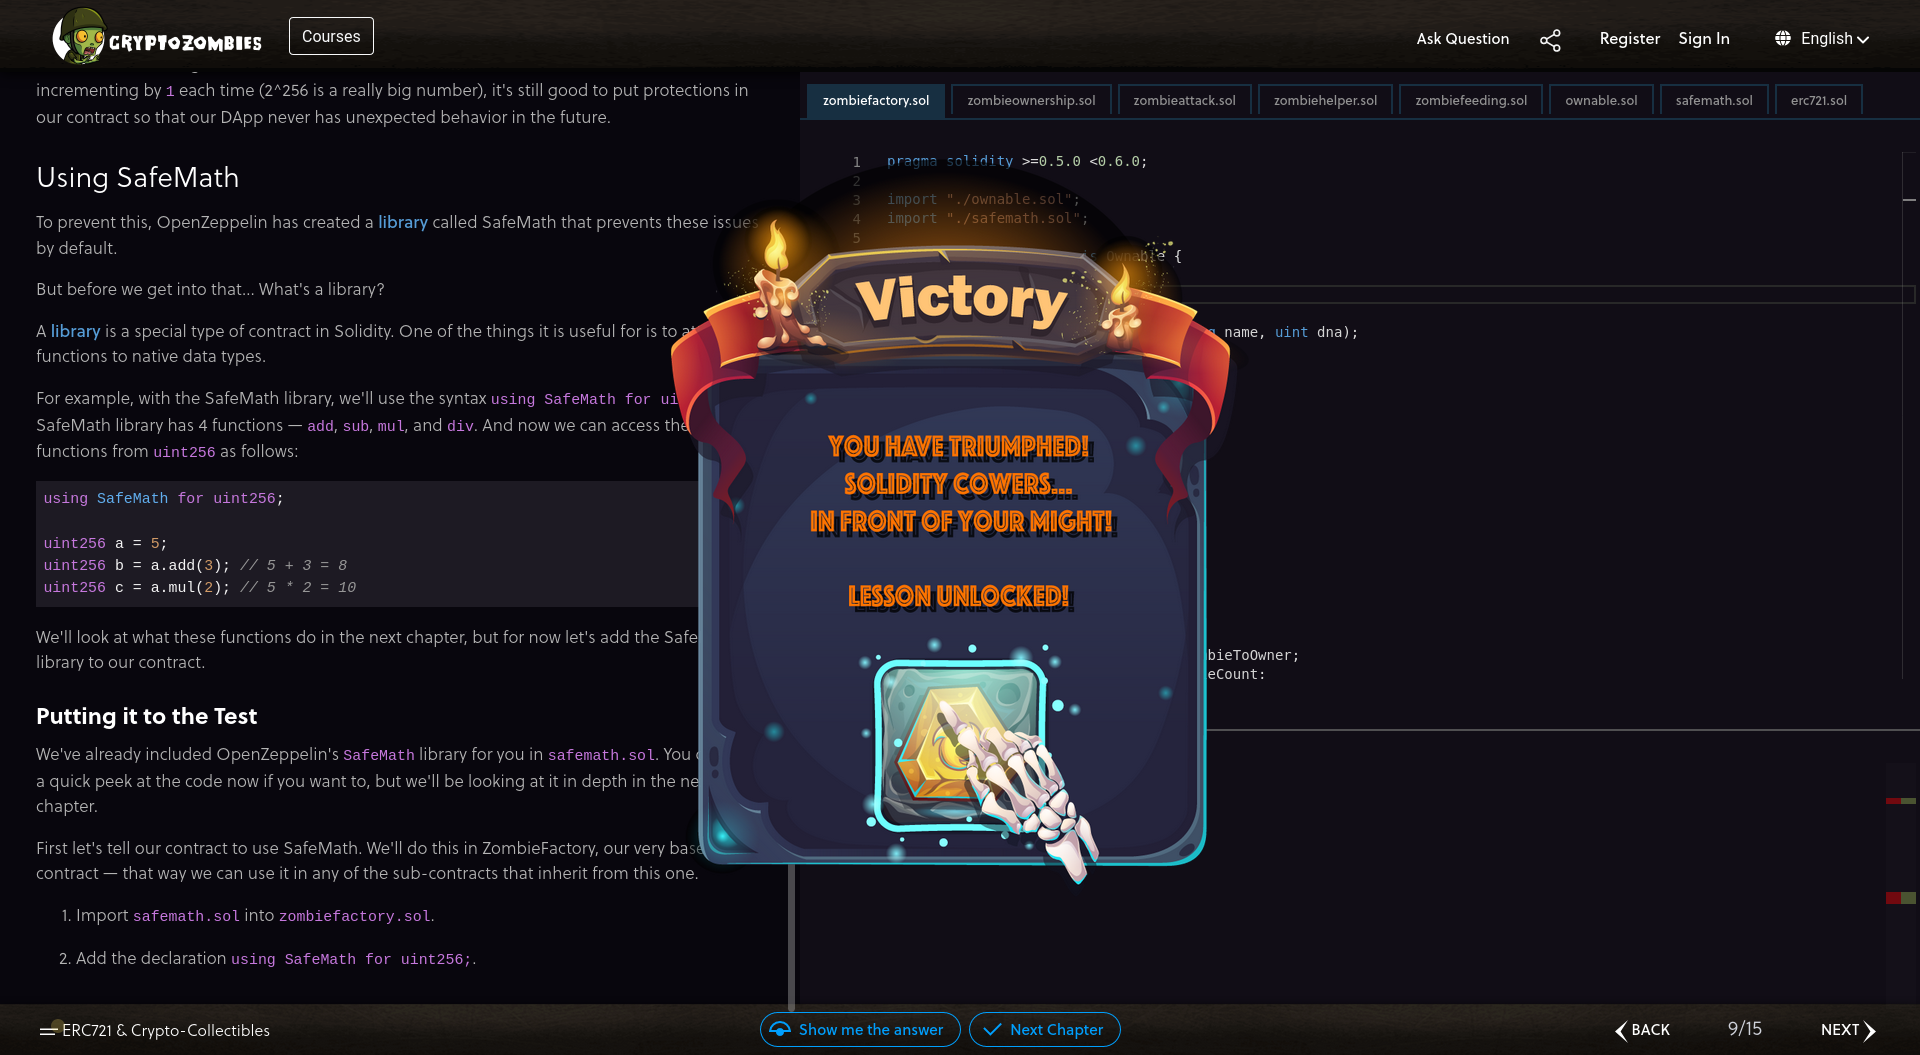 CRYPTOZOMBIES
Courses
Ask Question
Register
Sign In
English
incrementing by 1 each time (2^256 is a really big number), it's still good to put protections in
our contract so that our DApp never has unexpected behavior in the future.
Using SafeMath
To prevent this, OpenZeppelin has created a library called SafeMath that prevents these issues
by default.
But before we get into that... What's a library?
A library is a special type of contract in Solidity. One of the things it is useful for is to
functions to native data types.
For example, with the SafeMath library, we'll use the syntax using SafeMath for
SafeMath library has 4 functions — add, sub, mul, and div. And now we can access
functions from uint256 as follows:
using SafeMath for uint256;
uint256 a = 5;
uint256 b = a.add(3); // 5 + 3 = 8
uint256 c = a.mul(2); // 5 * 2 = 10
We'll look at what these functions do in the next chapter, but for now let's add the
library to our contract.
Putting it to the Test
We've already included OpenZeppelin's SafeMath library for you in safemath.sol. You
a quick peek at the code now if you want to, but we'll be looking at it in depth in the
chapter.
First let's tell our contract to use SafeMath. We'll do this in ZombieFactory, our very
contract — that way we can use it in any of the sub-contracts that inherit from this one.
1. Import safemath.sol into zombiefactory.sol.
2. Add the declaration using SafeMath for uint256;.
zombiefactory.sol
zombieownership.sol
zombieattack.sol
zombiehelper.sol
zombiefeeding.sol
ownable.sol
safemath.sol
erc721.sol
1 pragma solidity >=0.5.0 <0.6.0;
2
3 import "./ownable.sol";
4 import "./safemath.sol";
5
Ownable {
name, uint dna);
bieToOwner;
eCount:
Victory
YOU HAVE TRIUMPHED!
SOLIDITY COWERS...
IN FRONT OF YOUR MIGHT!
LESSON UNLOCKED!
ERC721 & Crypto-Collectibles
Show me the answer
Next Chapter
BACK
9/15
NEXT